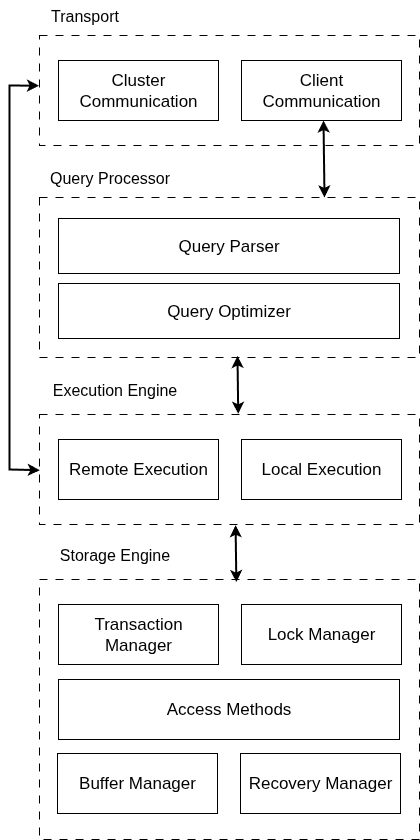 Transport
Cluster
Communication
Client
Communication
Query Processor
Query Parser
Query Optimizer
Execution Engine
Remote Execution
Local Execution
Storage Engine
Transaction
Manager
Lock Manager
Access Methods
Buffer Manager
Recovery Manager